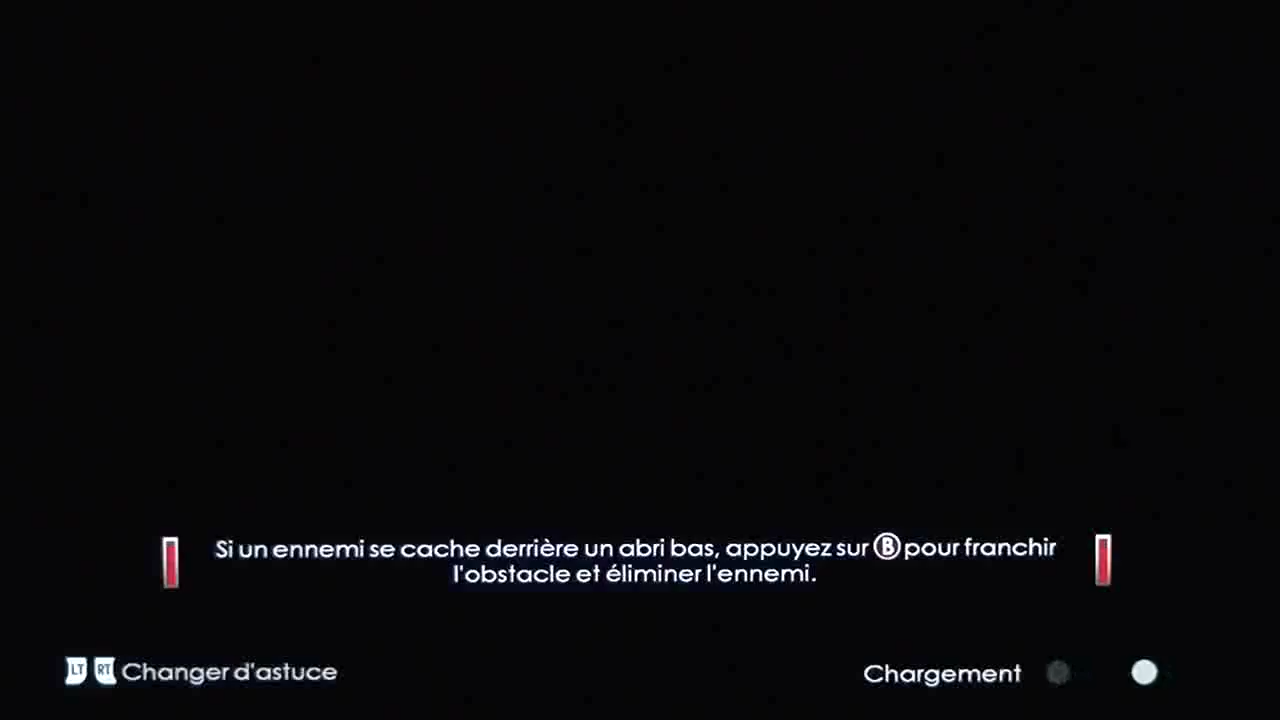 Si un ennemi se cache derrière un abri bas, appuyez sur B pour franchir
l'obstacle et éliminer l'ennemi.
LT RT Changer d'astuce
Chargement